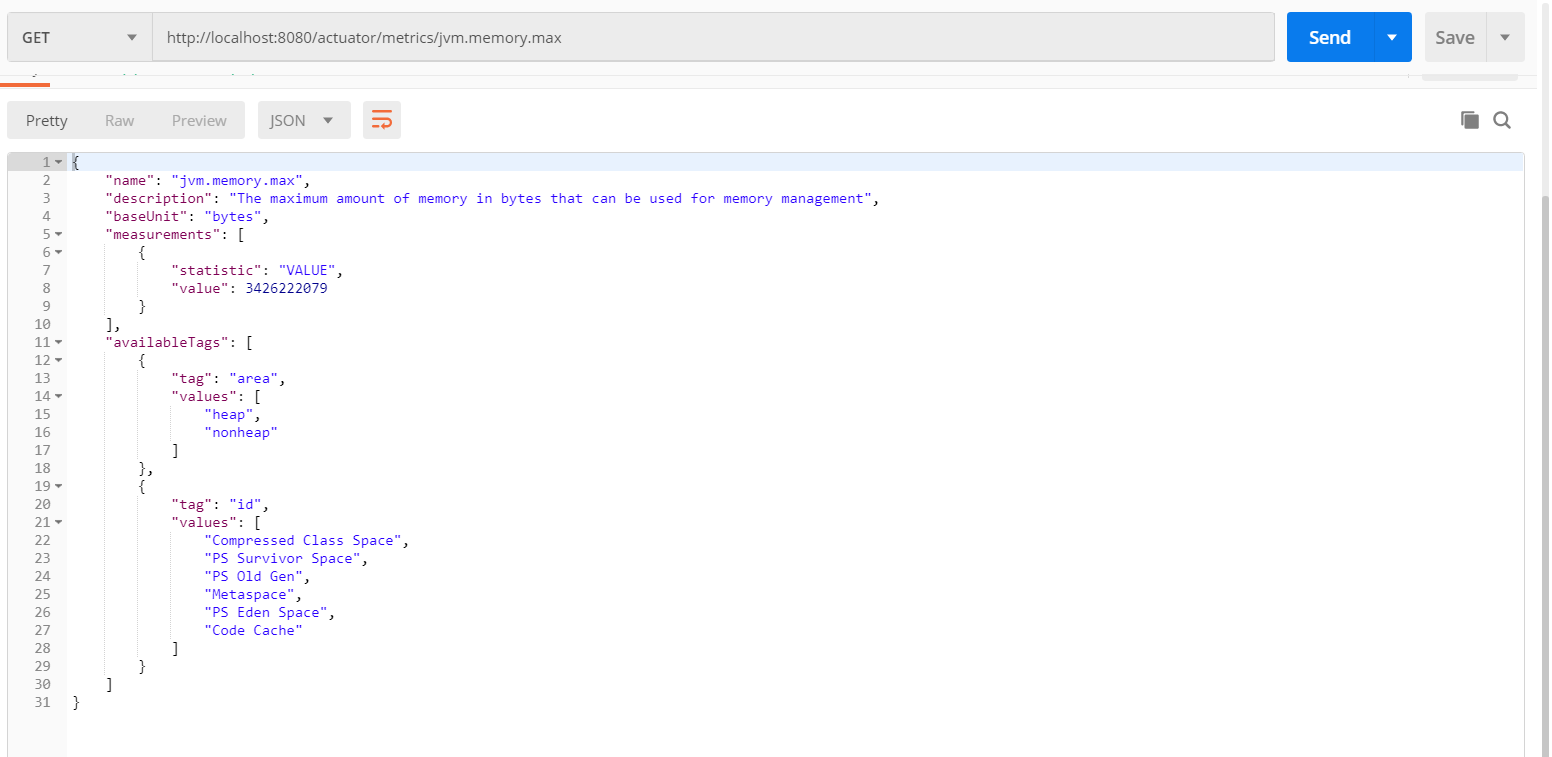 GET http://localhost:8080/actuator/metrics/jvm.memory.max Send Save
Pretty Raw Preview JSON
1 {
2 "name": "jvm.memory.max",
3 "description": "The maximum amount of memory in bytes that can be used for memory management",
4 "baseUnit": "bytes",
5 "measurements": [
6 {
7 "statistic": "VALUE",
8 "value": 3426222079
9 }
10 ],
11 "availableTags": [
12 {
13 "tag": "area",
14 "values": [
15 "heap",
16 "nonheap"
17 ]
18 },
19 {
20 "tag": "id",
21 "values": [
22 "Compressed Class Space",
23 "PS Survivor Space",
24 "PS Old Gen",
25 "Metaspace",
26 "PS Eden Space",
27 "Code Cache"
28 ]
29 }
30 ]
31 }